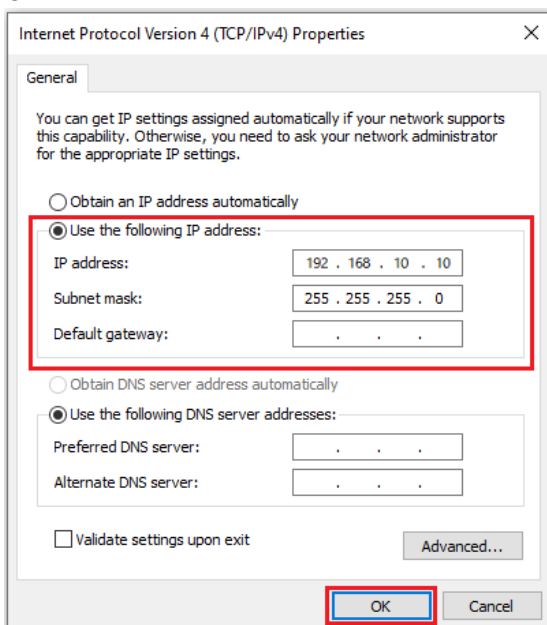 Internet Protocol Version 4 (TCP/IPv4) Properties
General
You can get IP settings assigned automatically if your network supports
this capability. Otherwise, you need to ask your network administrator
for the appropriate IP settings.
Obtain an IP address automatically
Use the following IP address:
IP address: 192 . 168 . 10 . 10
Subnet mask: 255 . 255 . 255 . 0
Default gateway: . . .
Obtain DNS server address automatically
Use the following DNS server addresses:
Preferred DNS server: . . .
Alternate DNS server: . . .
Validate settings upon exit
Advanced...
OK Cancel